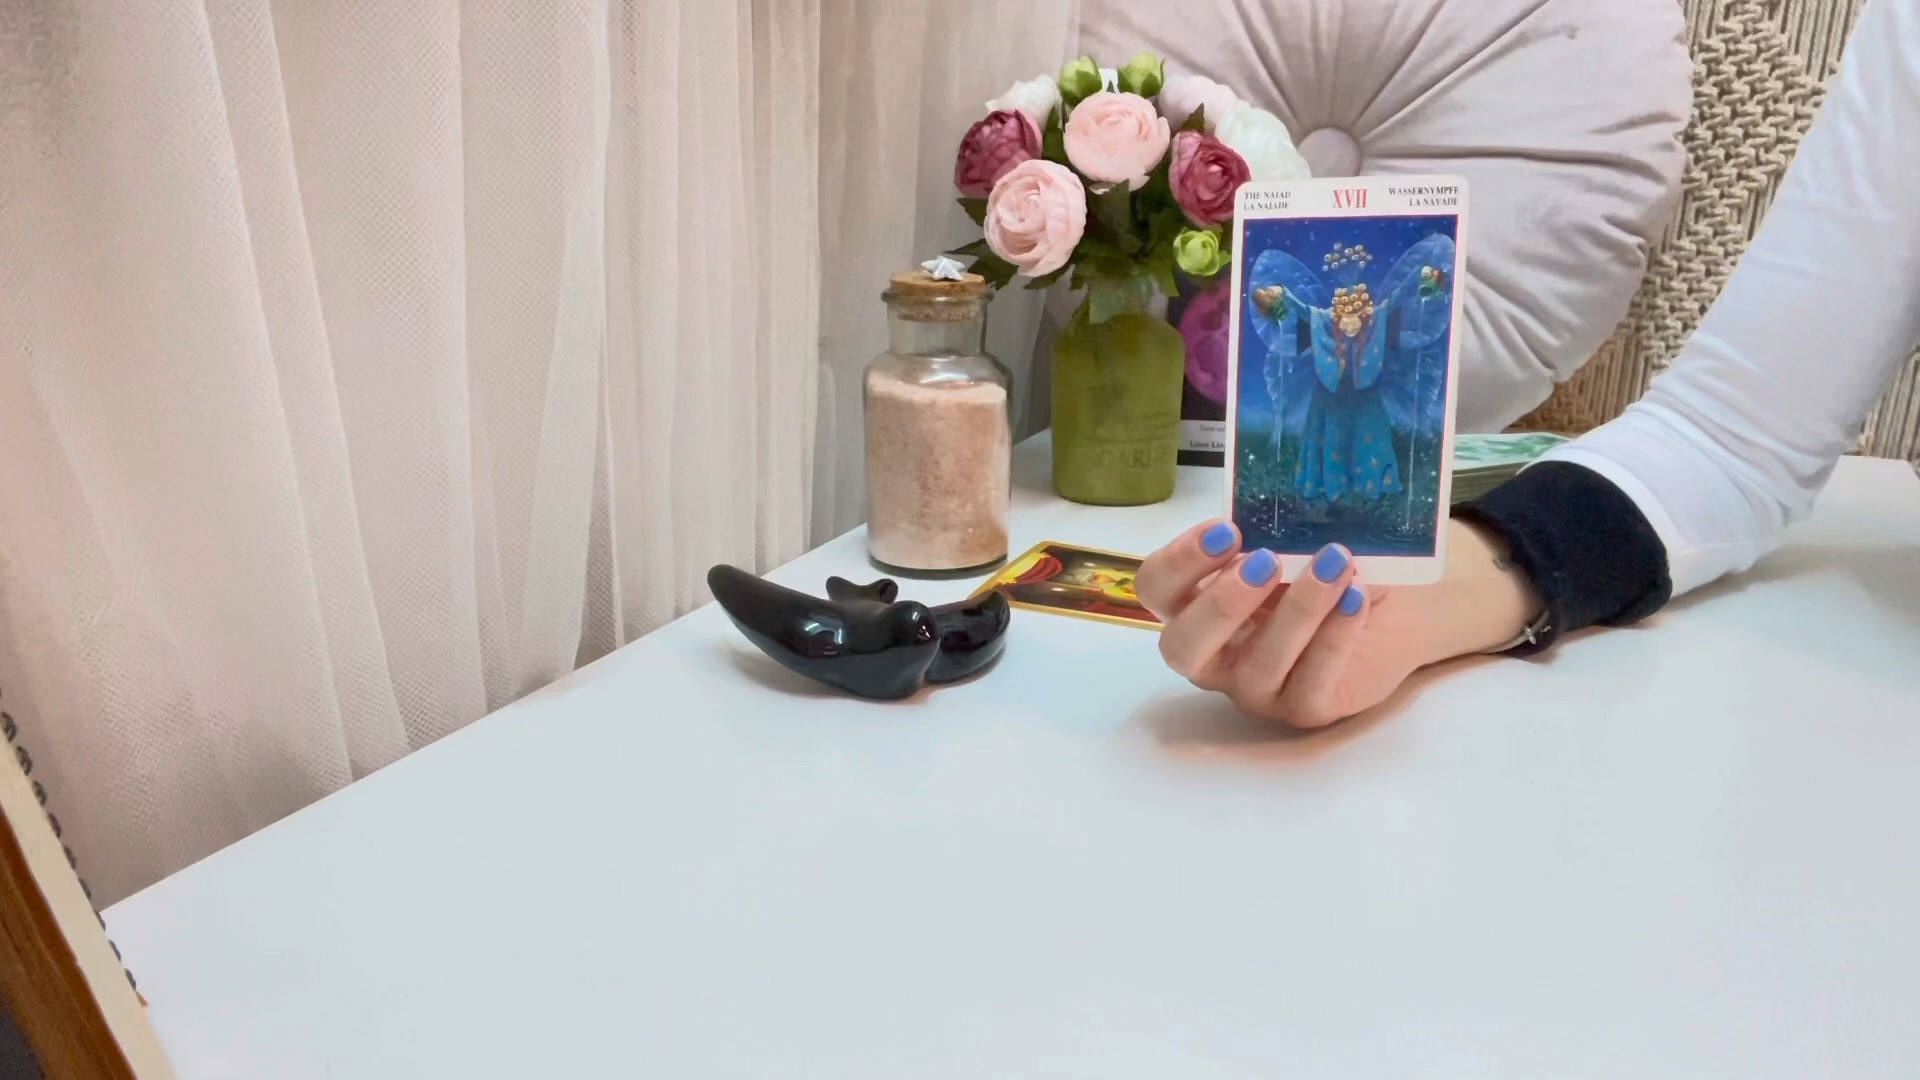 THE NAIAD
LA NAIADE
XVII
WASSERNYMPFE
LA NAYADE